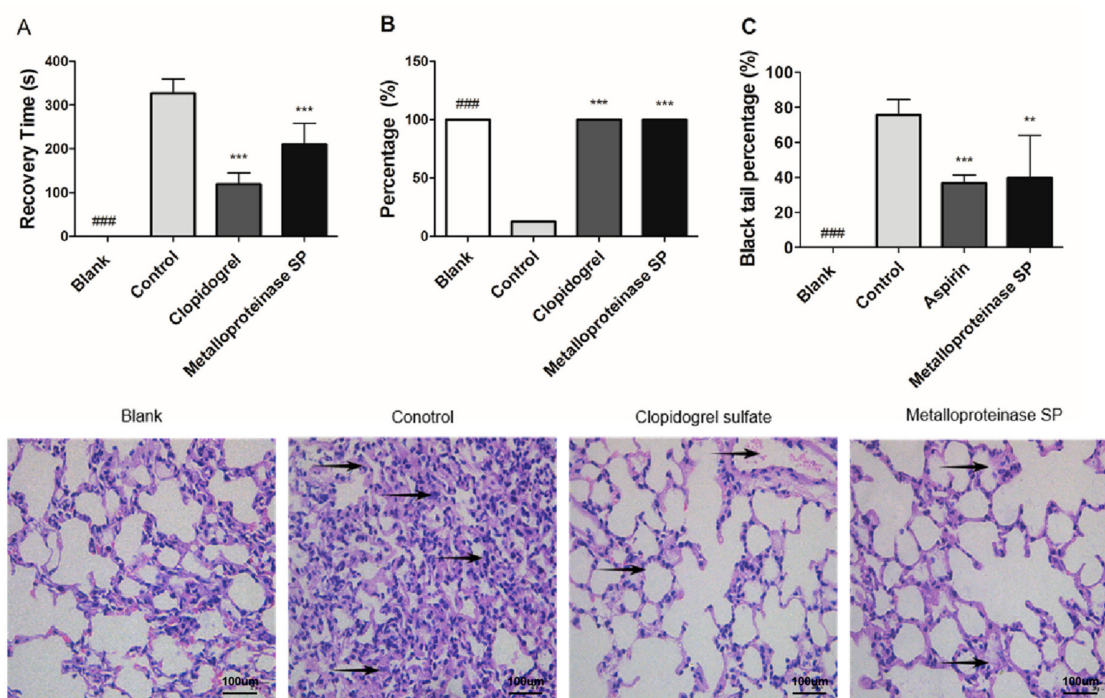 A
Recovery Time (s)
400
300
200
100
0
###
***
***
Blank
Control
Clopidogrel
Metalloproteinase SP
B
Percentage (%)
150
100
50
0
###
***
***
Blank
Control
Clopidogrel
Metalloproteinase SP
C
Black tail percentage (%)
100
80
60
40
20
0
###
***
**
Blank
Control
Aspirin
Metalloproteinase SP
Blank
Conotrol
Clopidogrel sulfate
Metalloproteinase SP
100um
100um
100um
100um